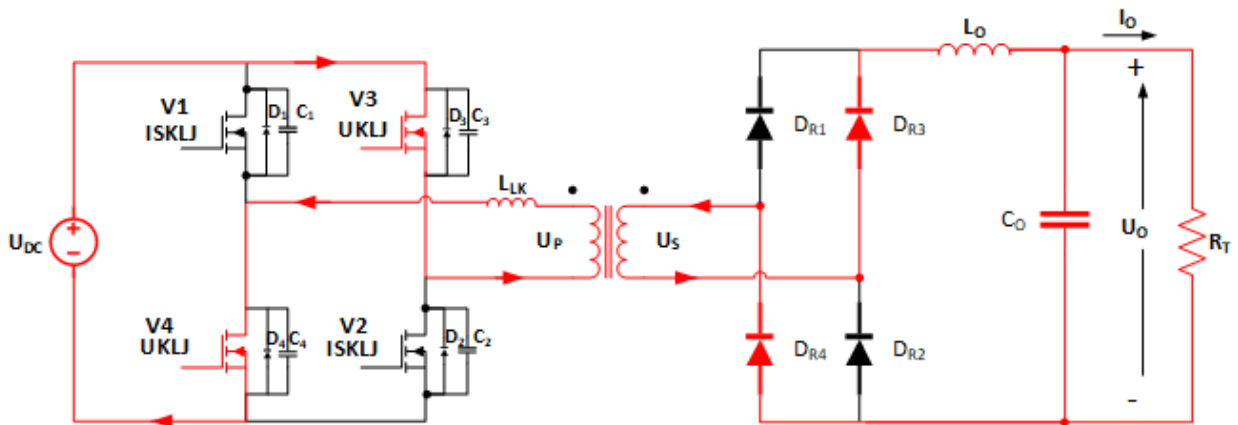 V1
ISKLJ
D1
C1
V3
UKLJ
D3
C3
LLK
UP
US
UDC
V4
UKLJ
D4
C4
V2
ISKLJ
D2
C2
DR1
DR3
DR4
DR2
LO
IO
CO
+
UO
-
RT